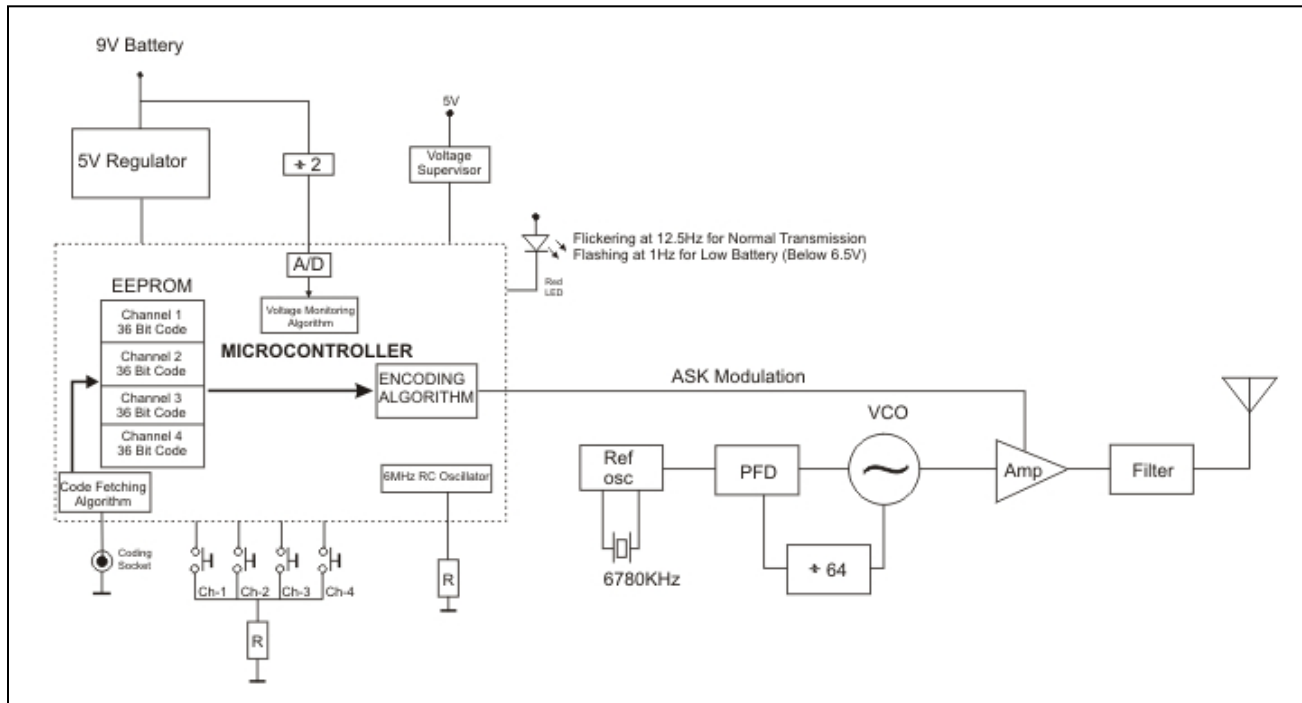 9V Battery
5V Regulator
÷ 2
5V
Voltage
Supervisor
Flickering at 12.5Hz for Normal Transmission
Flashing at 1Hz for Low Battery (Below 6.5V)
Red
LED
A/D
Voltage Monitoring
Algorithm
EEPROM
Channel 1
36 Bit Code
Channel 2
36 Bit Code
Channel 3
36 Bit Code
Channel 4
36 Bit Code
MICROCONTROLLER
ENCODING
ALGORITHM
Code Fetching
Algorithm
6MHz RC Oscillator
Coding
Socket
Ch-1
Ch-2
Ch-3
Ch-4
R
R
ASK Modulation
VCO
Ref
osc
PFD
Amp
Filter
6780KHz
÷ 64